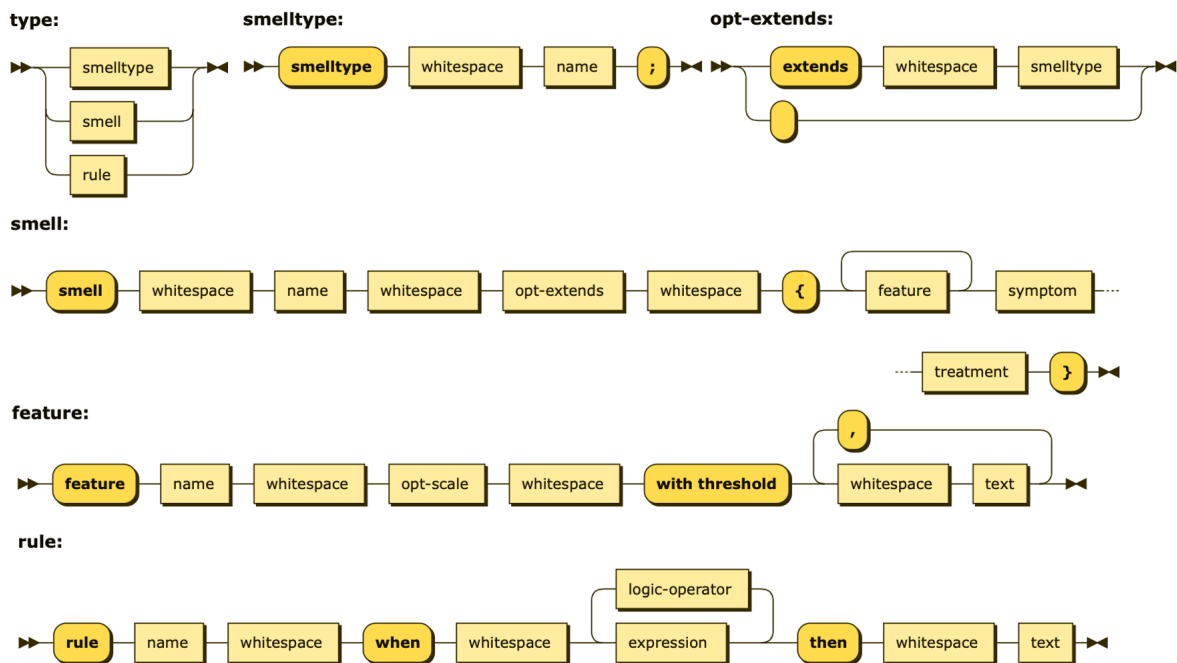 type: smelltype: opt-extends:
smelltype smelltype whitespace name ; extends whitespace smelltype
smell
rule
smell:
smell whitespace name whitespace opt-extends whitespace { feature symptom
treatment }
feature:
,
feature name whitespace opt-scale whitespace with threshold whitespace text
rule:
logic-operator
rule name whitespace when whitespace expression then whitespace text